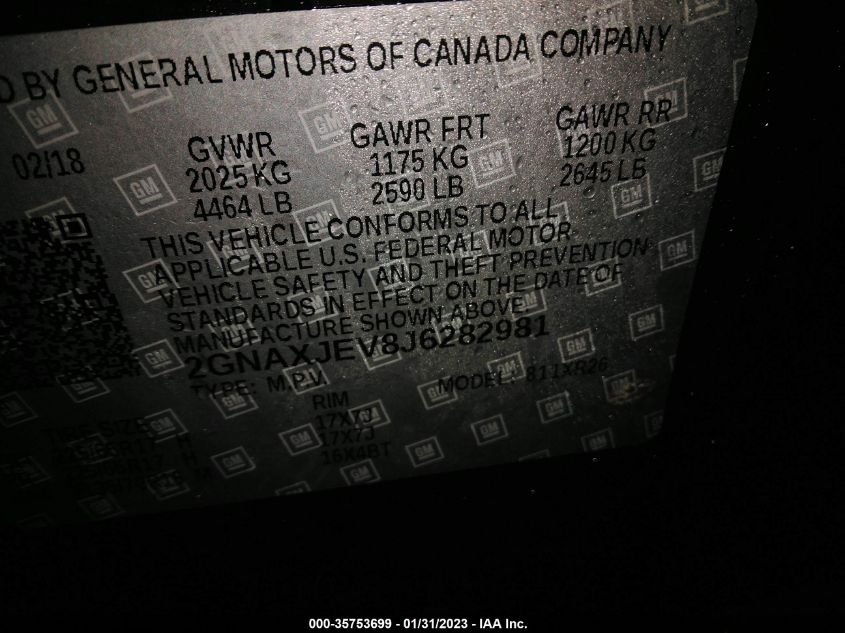 BY GENERAL MOTORS OF CANADA COMPANY
02/18
GVWR
2025 KG
4464 LB
GAWR FRT
1175 KG
2590 LB
GAWR RR
1200 KG
2645 LB
THIS VEHICLE CONFORMS TO ALL
APPLICABLE U.S. FEDERAL MOTOR
VEHICLE SAFETY AND THEFT PREVENTION
STANDARDS IN EFFECT ON THE DATE OF
MANUFACTURE SHOWN ABOVE.
2GNAXJEV8J6282981
TYPE: M.P.V. MODEL: 811XR26
TIRE SIZE RIM
17X7J
17X7J
16X4BT
GM
000-35753699 - 01/31/2023 - IAA Inc.